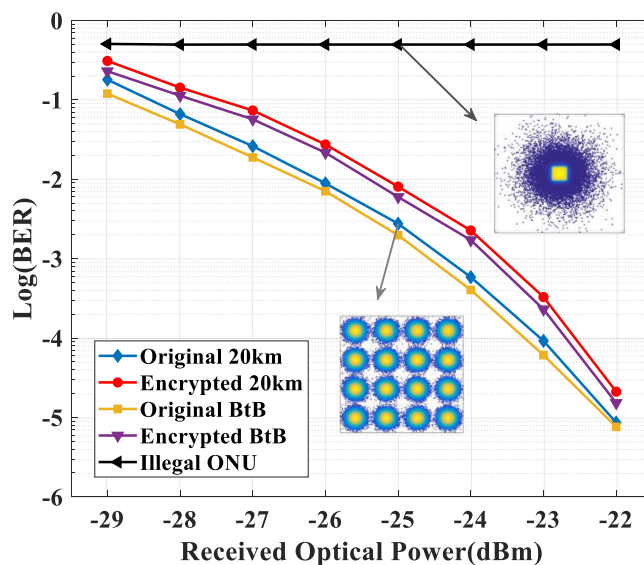 0
-1
-2
-3
-4
-5
-6
Log(BER)
Original 20km
Encrypted 20km
Original BtB
Encrypted BtB
Illegal ONU
-29 -28 -27 -26 -25 -24 -23 -22
Received Optical Power(dBm)